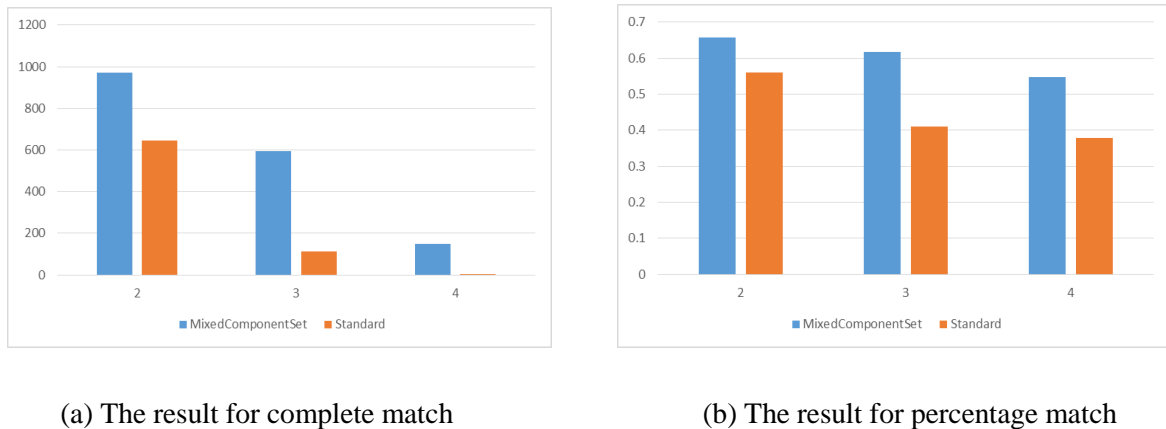 1200
1000
800
600
400
200
0
2 3 4
MixedComponentSet Standard
0.7
0.6
0.5
0.4
0.3
0.2
0.1
0
2 3 4
MixedComponentSet Standard
(a) The result for complete match
(b) The result for percentage match